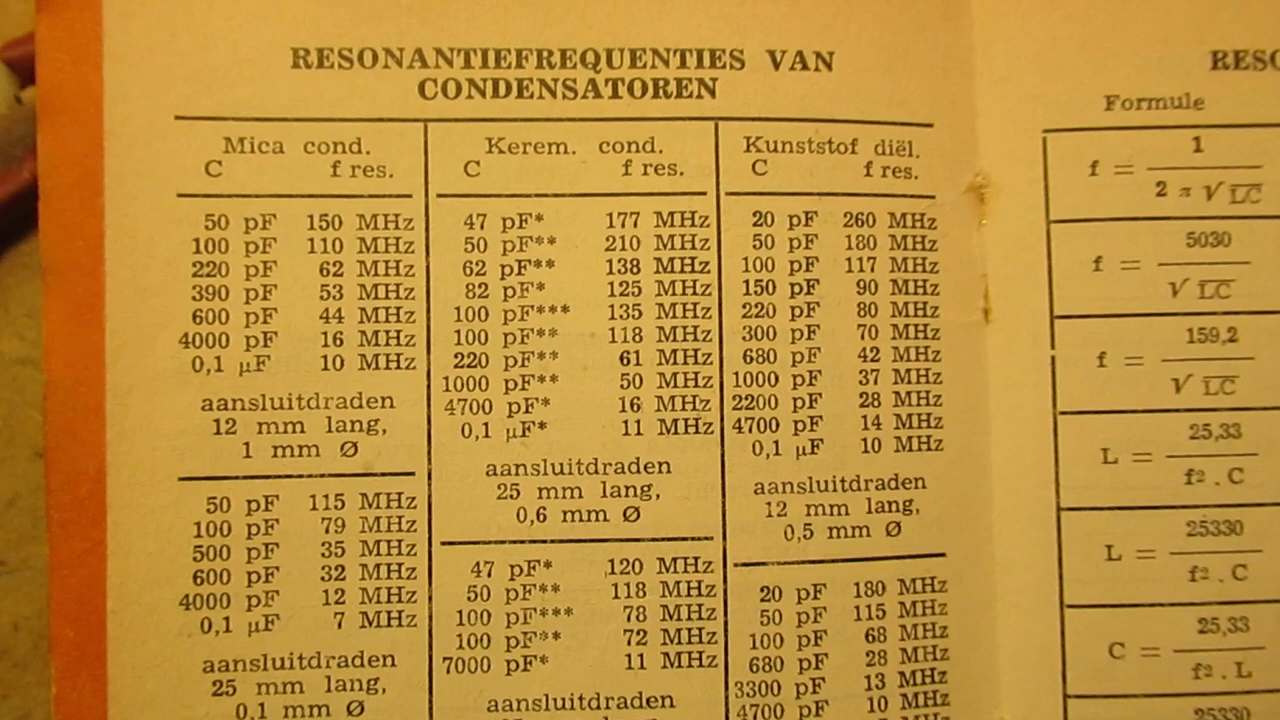 RESONANTIEFREQUENTIES VAN
CONDENSATOREN
Mica cond.
C f res.
50 pF 150 MHz
100 pF 110 MHz
220 pF 62 MHz
390 pF 53 MHz
600 pF 44 MHz
4000 pF 16 MHz
0,1 µF 10 MHz
aansluitdraden
12 mm lang,
1 mm Ø
50 pF 115 MHz
100 pF 79 MHz
500 pF 35 MHz
600 pF 32 MHz
4000 pF 12 MHz
0,1 µF 7 MHz
aansluitdraden
25 mm lang,
0,1 mm Ø
Kerem. cond.
C f res.
47 pF* 177 MHz
50 pF** 210 MHz
62 pF** 138 MHz
82 pF* 125 MHz
100 pF*** 135 MHz
100 pF** 118 MHz
220 pF** 61 MHz
1000 pF** 50 MHz
4700 pF* 16 MHz
0,1 µF* 11 MHz
aansluitdraden
25 mm lang,
0,6 mm Ø
47 pF* 120 MHz
50 pF** 118 MHz
100 pF*** 78 MHz
100 pF** 72 MHz
7000 pF* 11 MHz
aansluitdraden
Kunststof diël.
C f res.
20 pF 260 MHz
50 pF 180 MHz
100 pF 117 MHz
150 pF 90 MHz
220 pF 80 MHz
300 pF 70 MHz
680 pF 42 MHz
1000 pF 37 MHz
2200 pF 28 MHz
4700 pF 14 MHz
0,1 µF 10 MHz
aansluitdraden
12 mm lang,
0,5 mm Ø
20 pF 180 MHz
50 pF 115 MHz
100 pF 68 MHz
680 pF 28 MHz
3300 pF 13 MHz
4700 pF 10 MHz
RESO
Formule
f = 1 / 2 π √LC
f = 5030 / √LC
f = 159,2 / √LC
L = 25,33 / f² . C
L = 25330 / f² . C
C = 25,33 / f² . L
25330